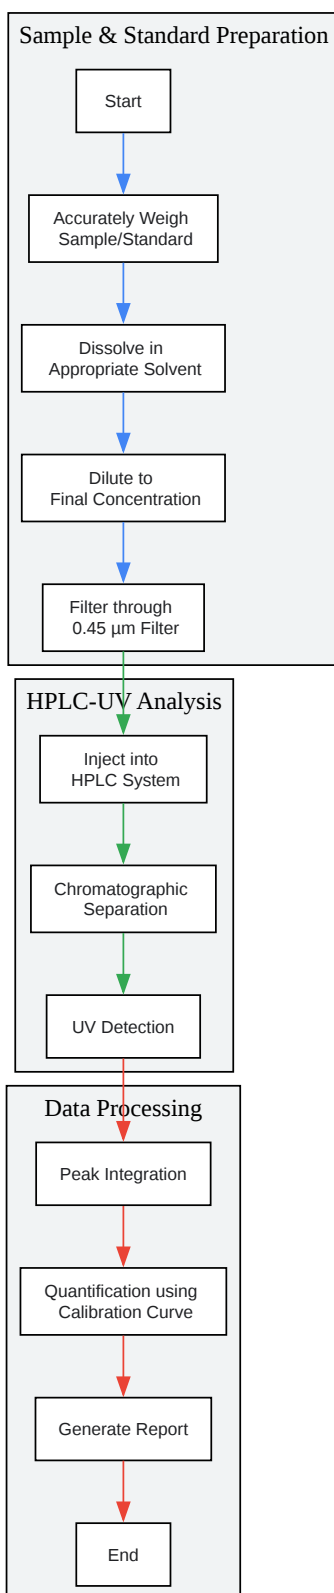 Sample & Standard Preparation
Start
Accurately Weigh
Sample/Standard
Dissolve in
Appropriate Solvent
Dilute to
Final Concentration
Filter through
0.45 µm Filter
HPLC-UV Analysis
Inject into
HPLC System
Chromatographic
Separation
UV Detection
Data Processing
Peak Integration
Quantification using
Calibration Curve
Generate Report
End